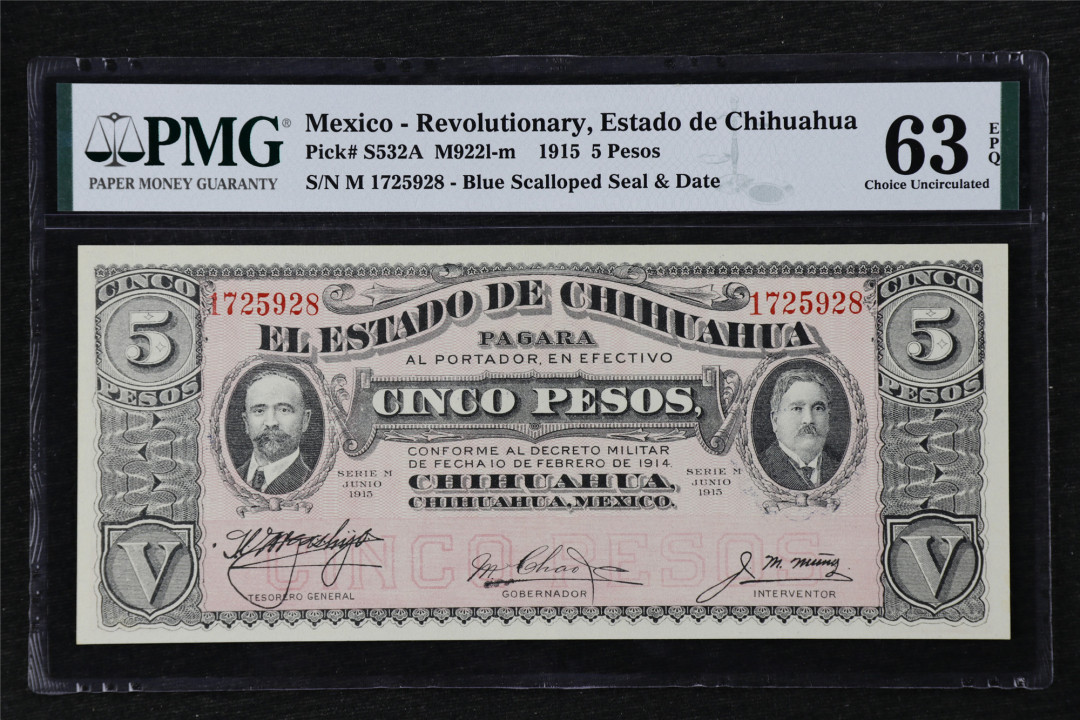 PMG®
PAPER MONEY GUARANTY
Mexico - Revolutionary, Estado de Chihuahua
Pick# S532A M922l-m 1915 5 Pesos
S/N M 1725928 - Blue Scalloped Seal & Date
63
EPQ
Choice Uncirculated
CINCO
5
PESOS
1725928
EL ESTADO DE CHIHUAHUA
1725928
CINCO
5
PESOS
PAGARA
AL PORTADOR, EN EFECTIVO
CINCO PESOS,
CONFORME AL DECRETO MILITAR
DE FECHA 10 DE FEBRERO DE 1914.
CHIHUAHUA,
CHIHUAHUA, MEXICO.
SERIE M
JUNIO
1915
SERIE M
JUNIO
1915
CINCO PESOS
V
V
M. Chao
J. M. Muñoz
TESORERO GENERAL
GOBERNADOR
INTERVENTOR